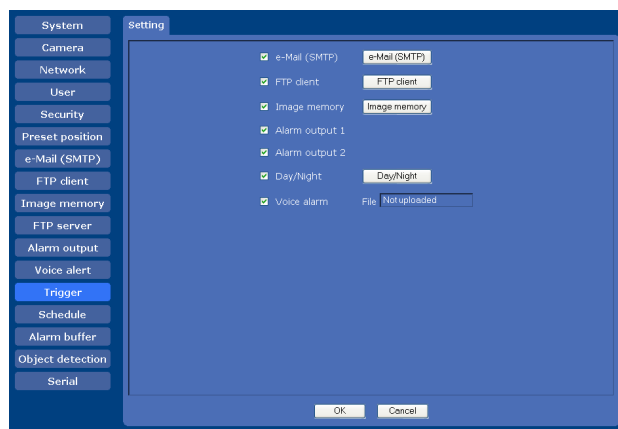 System
Camera
Network
User
Security
Preset position
e-Mail (SMTP)
FTP client
Image memory
FTP server
Alarm output
Voice alert
Trigger
Schedule
Alarm buffer
Object detection
Serial
Setting
e-Mail (SMTP) e-Mail (SMTP)
FTP client FTP client
Image memory Image memory
Alarm output 1
Alarm output 2
Day/Night Day/Night
Voice alarm File Not uploaded
OK Cancel